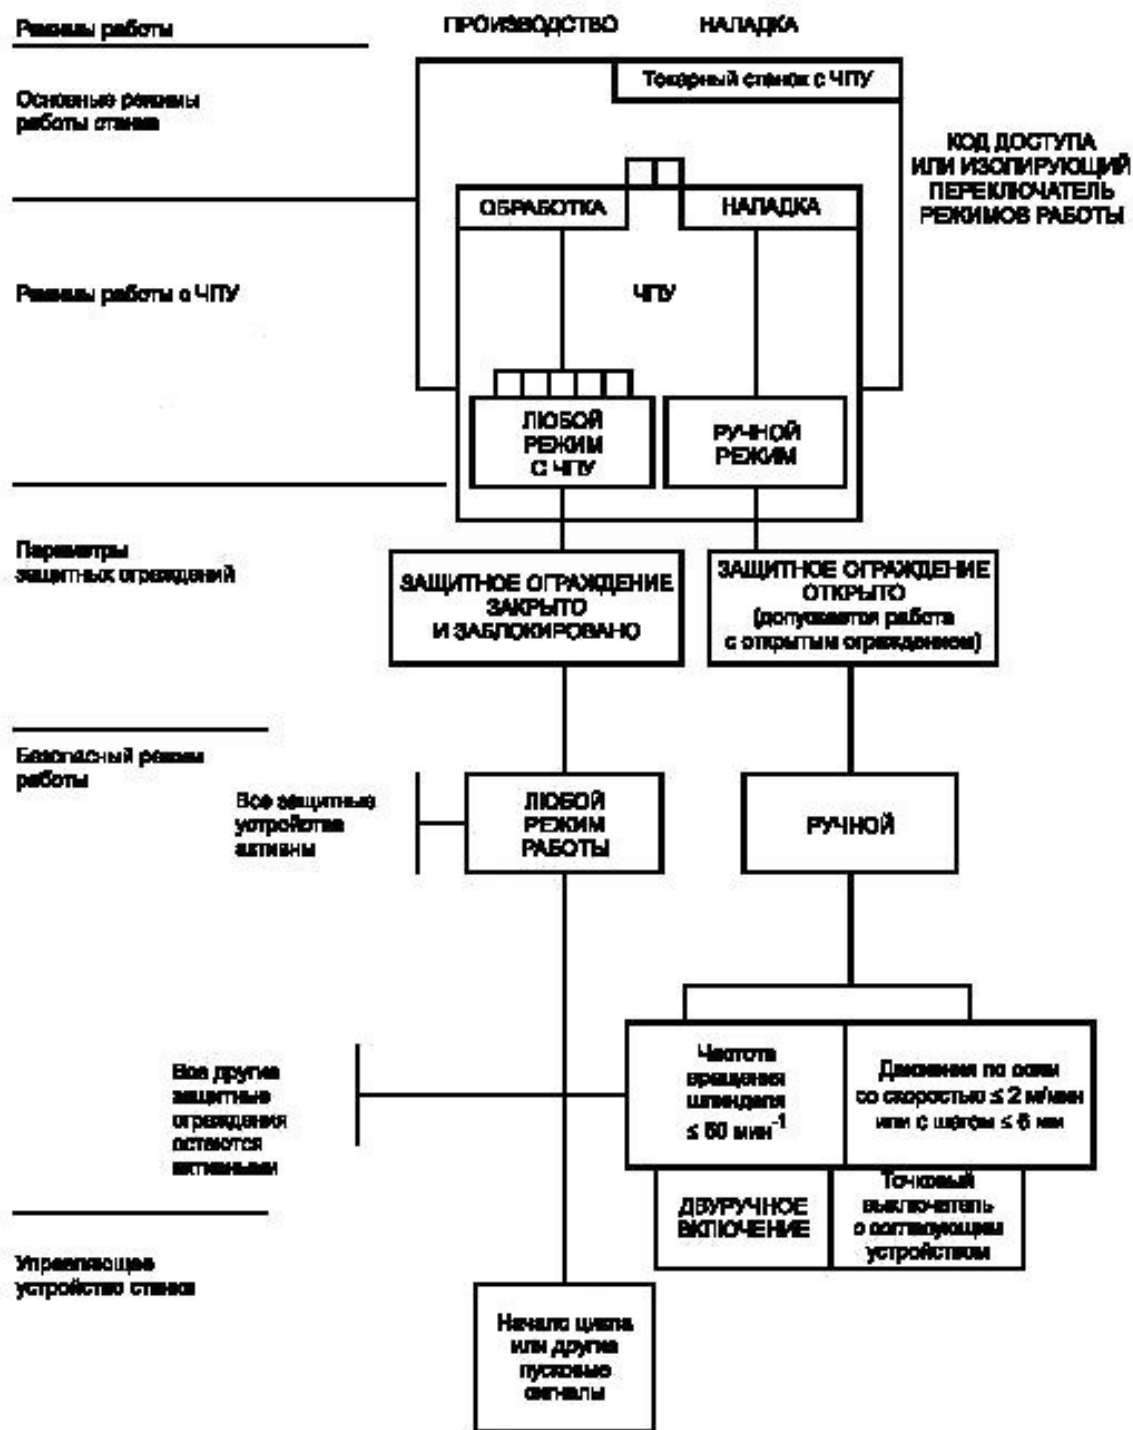 Режимы работы
ПРОИЗВОДСТВО
НАЛАДКА
Токарный станок с ЧПУ
Основные режимы
работы станка
КОД ДОСТУПА
ИЛИ ИЗОЛИРУЮЩИЙ
ПЕРЕКЛЮЧАТЕЛЬ
РЕЖИМОВ РАБОТЫ
ОБРАБОТКА
НАЛАДКА
Режимы работы с ЧПУ
ЧПУ
ЛЮБОЙ
РЕЖИМ
С ЧПУ
РУЧНОЙ
РЕЖИМ
Параметры
защитных ограждений
ЗАЩИТНОЕ ОГРАЖДЕНИЕ
ЗАКРЫТО
И ЗАБЛОКИРОВАНО
ЗАЩИТНОЕ ОГРАЖДЕНИЕ
ОТКРЫТО
(допускается работа
с открытым ограждением)
Безопасный режим
работы
Все защитные
устройства
активны
ЛЮБОЙ
РЕЖИМ
РАБОТЫ
РУЧНОЙ
Все другие
защитные
ограждения
остаются
активными
Частота
вращения
шпинделя
≤ 50 мин⁻¹
Движения по осям
со скоростью ≤ 2 м/мин
или с шагом ≤ 6 мм
ДВУРУЧНОЕ
ВКЛЮЧЕНИЕ
Точковый
выключатель
с согласующим
устройством
Управляющее
устройство станка
Начало цикла
или другие
пусковые
сигналы